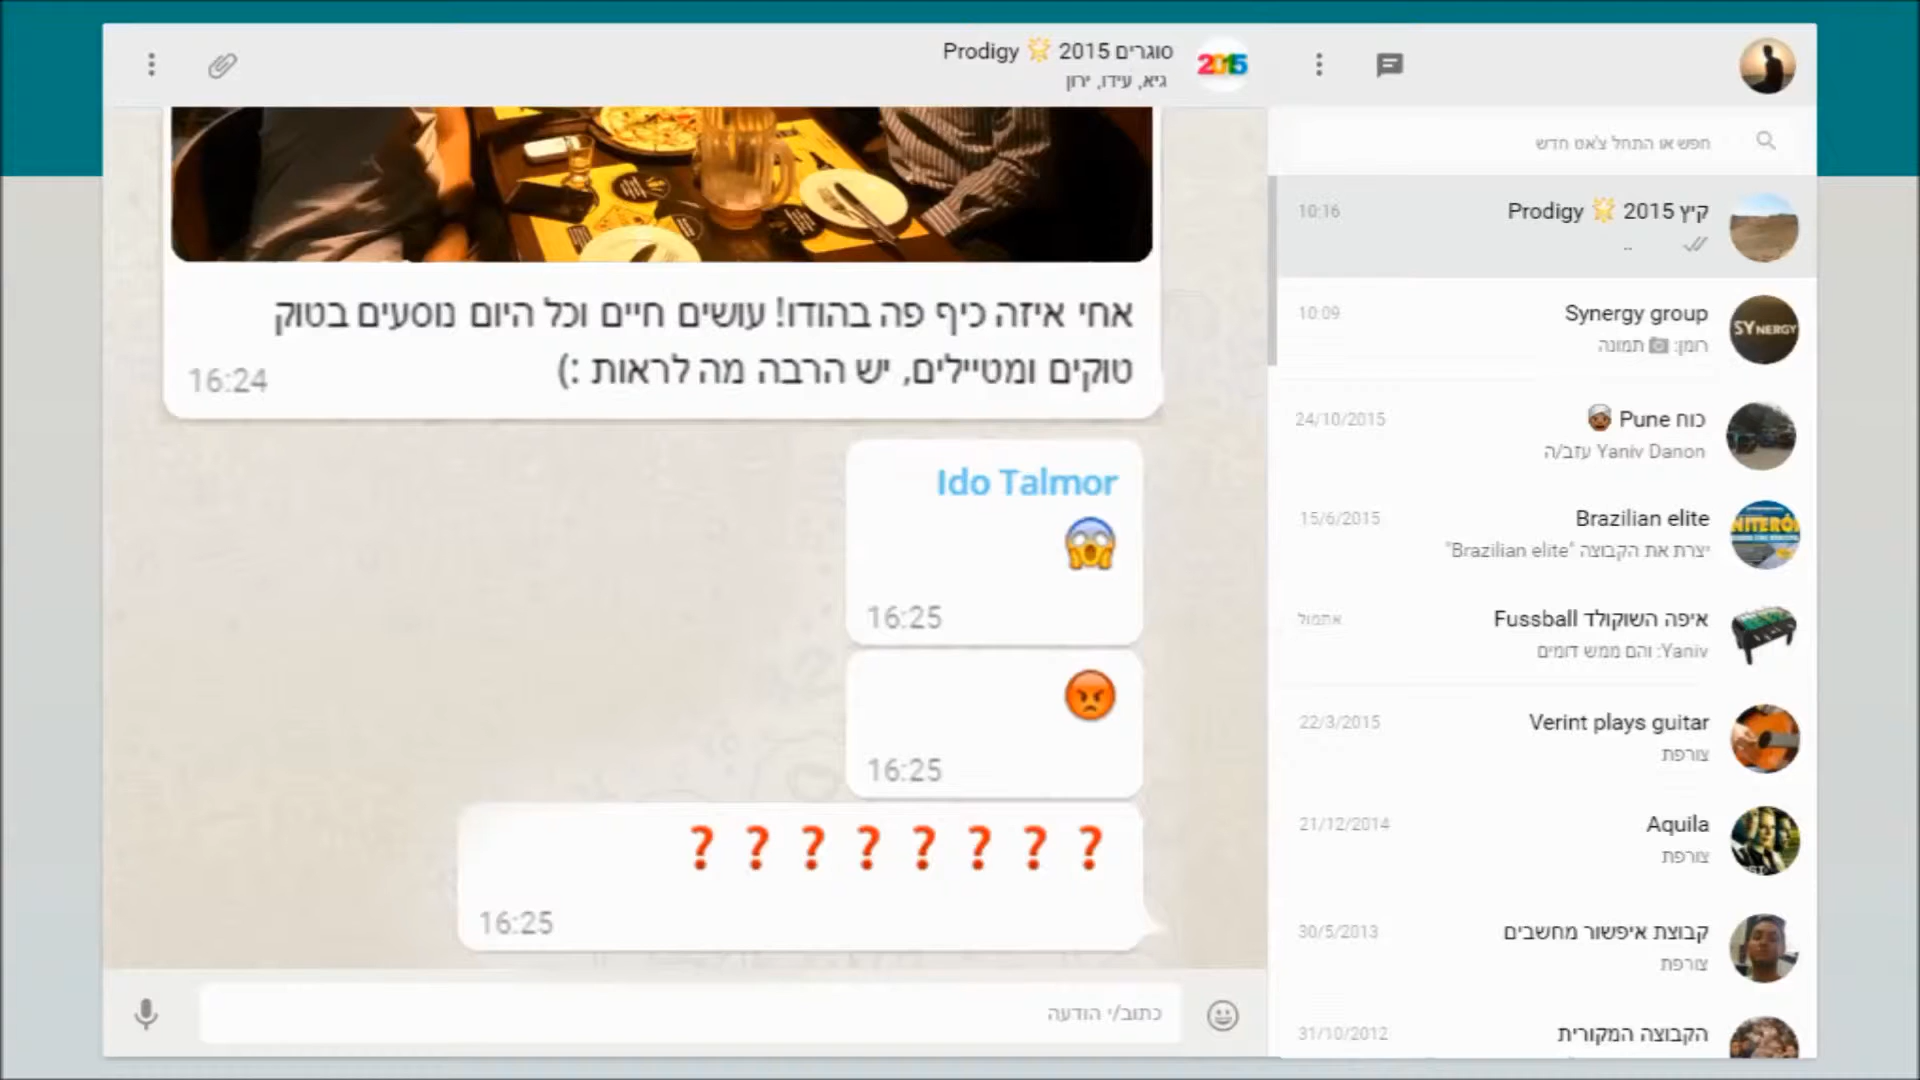 סוגרים 2015 🌟 Prodigy
גיא, עידו, ירון
2015
אחי איזה כיף פה בהודו! עושים חיים וכל היום נוסעים בטוק
טוקים ומטיילים, יש הרבה מה לראות :)
16:24
Ido Talmor
😱
16:25
😡
16:25
❓❓❓❓❓❓❓❓
16:25
כתוב/י הודעה
חפש או התחל צ'אט חדש
קיץ 2015 🌟 Prodigy
10:16
..
Synergy group
10:09
SYNERGY
רומן: 📷 תמונה
כוח Pune 👳🏾
24/10/2015
Yaniv Danon עזב/ה
Brazilian elite
15/6/2015
יצרת את הקבוצה "Brazilian elite"
איפה השוקולד Fussball
אתמול
Yaniv: והם ממש דומים
Verint plays guitar
22/3/2015
צורפת
Aquila
21/12/2014
צורפת
קבוצת איפשור מחשבים
30/5/2013
צורפת
הקבוצה המקורית
31/10/2012